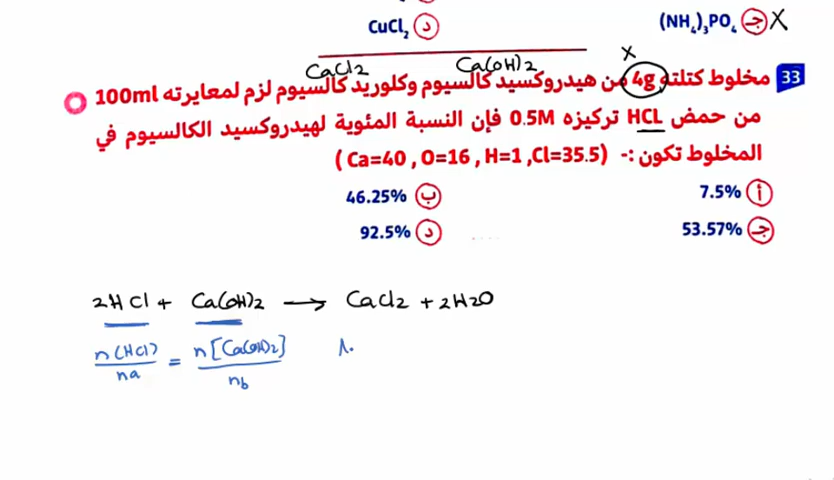 (NH₄)₃PO₄ ج X
CuCl₂ د
CaCl2 Ca(OH)2 x
33 مخلوط كتلته 4g من هيدروكسيد كالسيوم وكلوريد كالسيوم لزم لمعايرته 100ml
من حمض HCL تركيزه 0.5M فإن النسبة المئوية لهيدروكسيد الكالسيوم في
المخلوط تكون :- (Ca=40 , O=16 , H=1 ,Cl=35.5)
أ 7.5%
ب 46.25%
ج 53.57%
د 92.5%
2HCl + Ca(OH)2 → CaCl2 + 2H2O
n(HCl)/na = n[Ca(OH)2]/nb